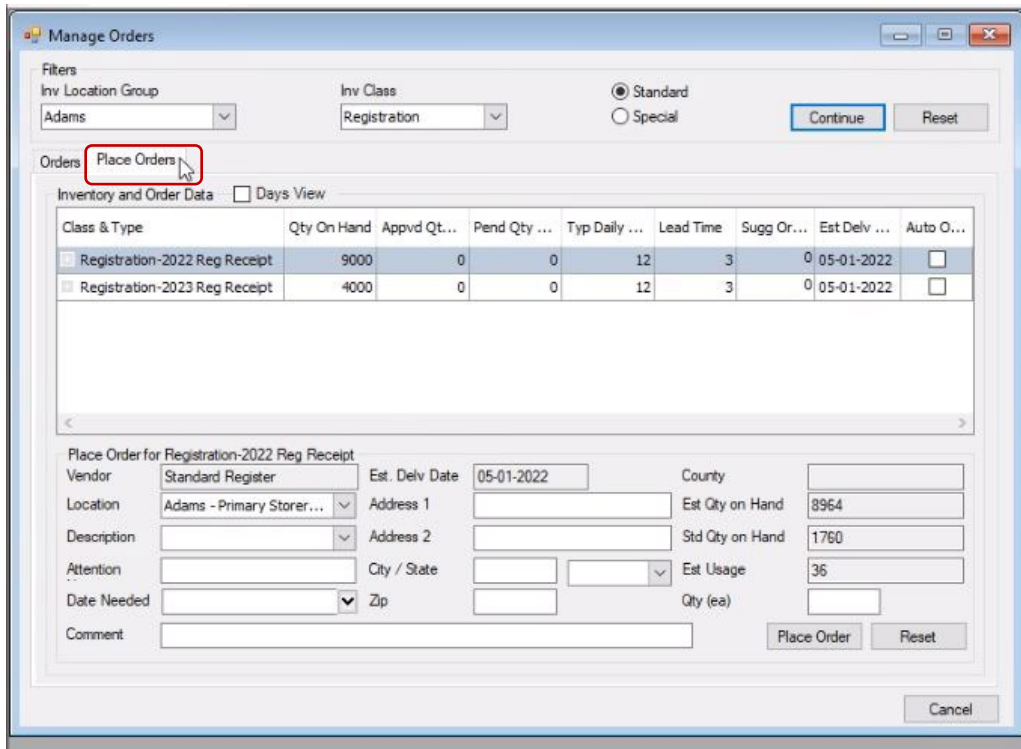 Manage Orders
Filters
Inv Location Group Inv Class Standard
Adams Registration Special Continue Reset
Orders Place Orders
Inventory and Order Data Days View
Class & Type Qty On Hand Appvd Qt... Pend Qty ... Typ Daily ... Lead Time Sugg Or... Est Delv ... Auto O...
Registration-2022 Reg Receipt 9000 0 0 12 3 0 05-01-2022
Registration-2023 Reg Receipt 4000 0 0 12 3 0 05-01-2022
Place Order for Registration-2022 Reg Receipt
Vendor Standard Register Est. Delv Date 05-01-2022 County
Location Adams - Primary Storer... Address 1 Est Qty on Hand 8964
Description Address 2 Std Qty on Hand 1760
Attention City / State Est Usage 36
Date Needed Zip Qty (ea)
Comment Place Order Reset
Cancel